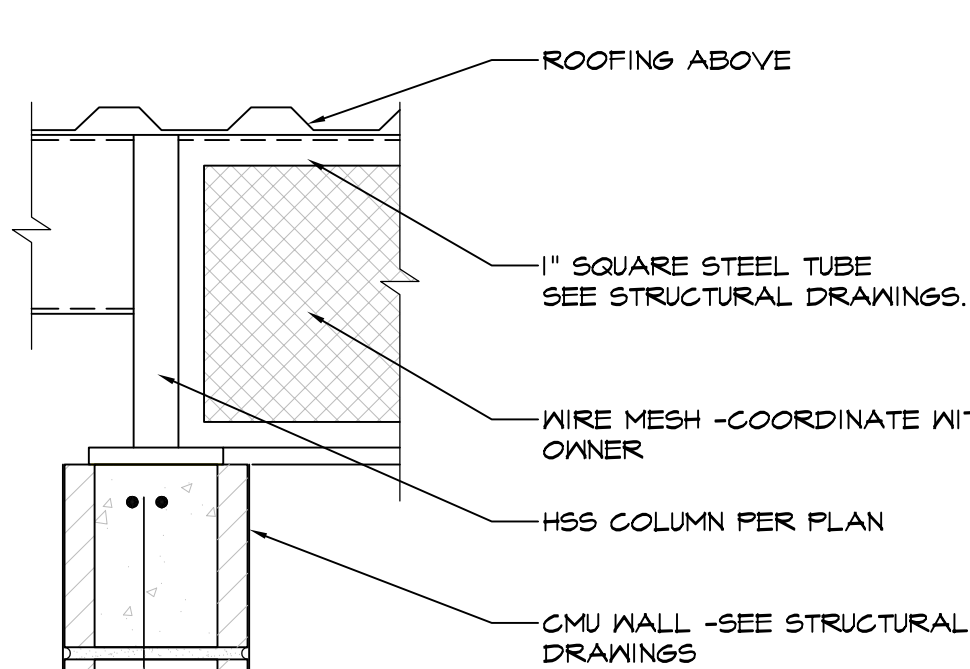 ROOFING ABOVE
1" SQUARE STEEL TUBE
SEE STRUCTURAL DRAWINGS.
WIRE MESH -COORDINATE
OWNER
HSS COLUMN PER PLAN
CMU WALL -SEE STRUCTURAL
DRAWINGS